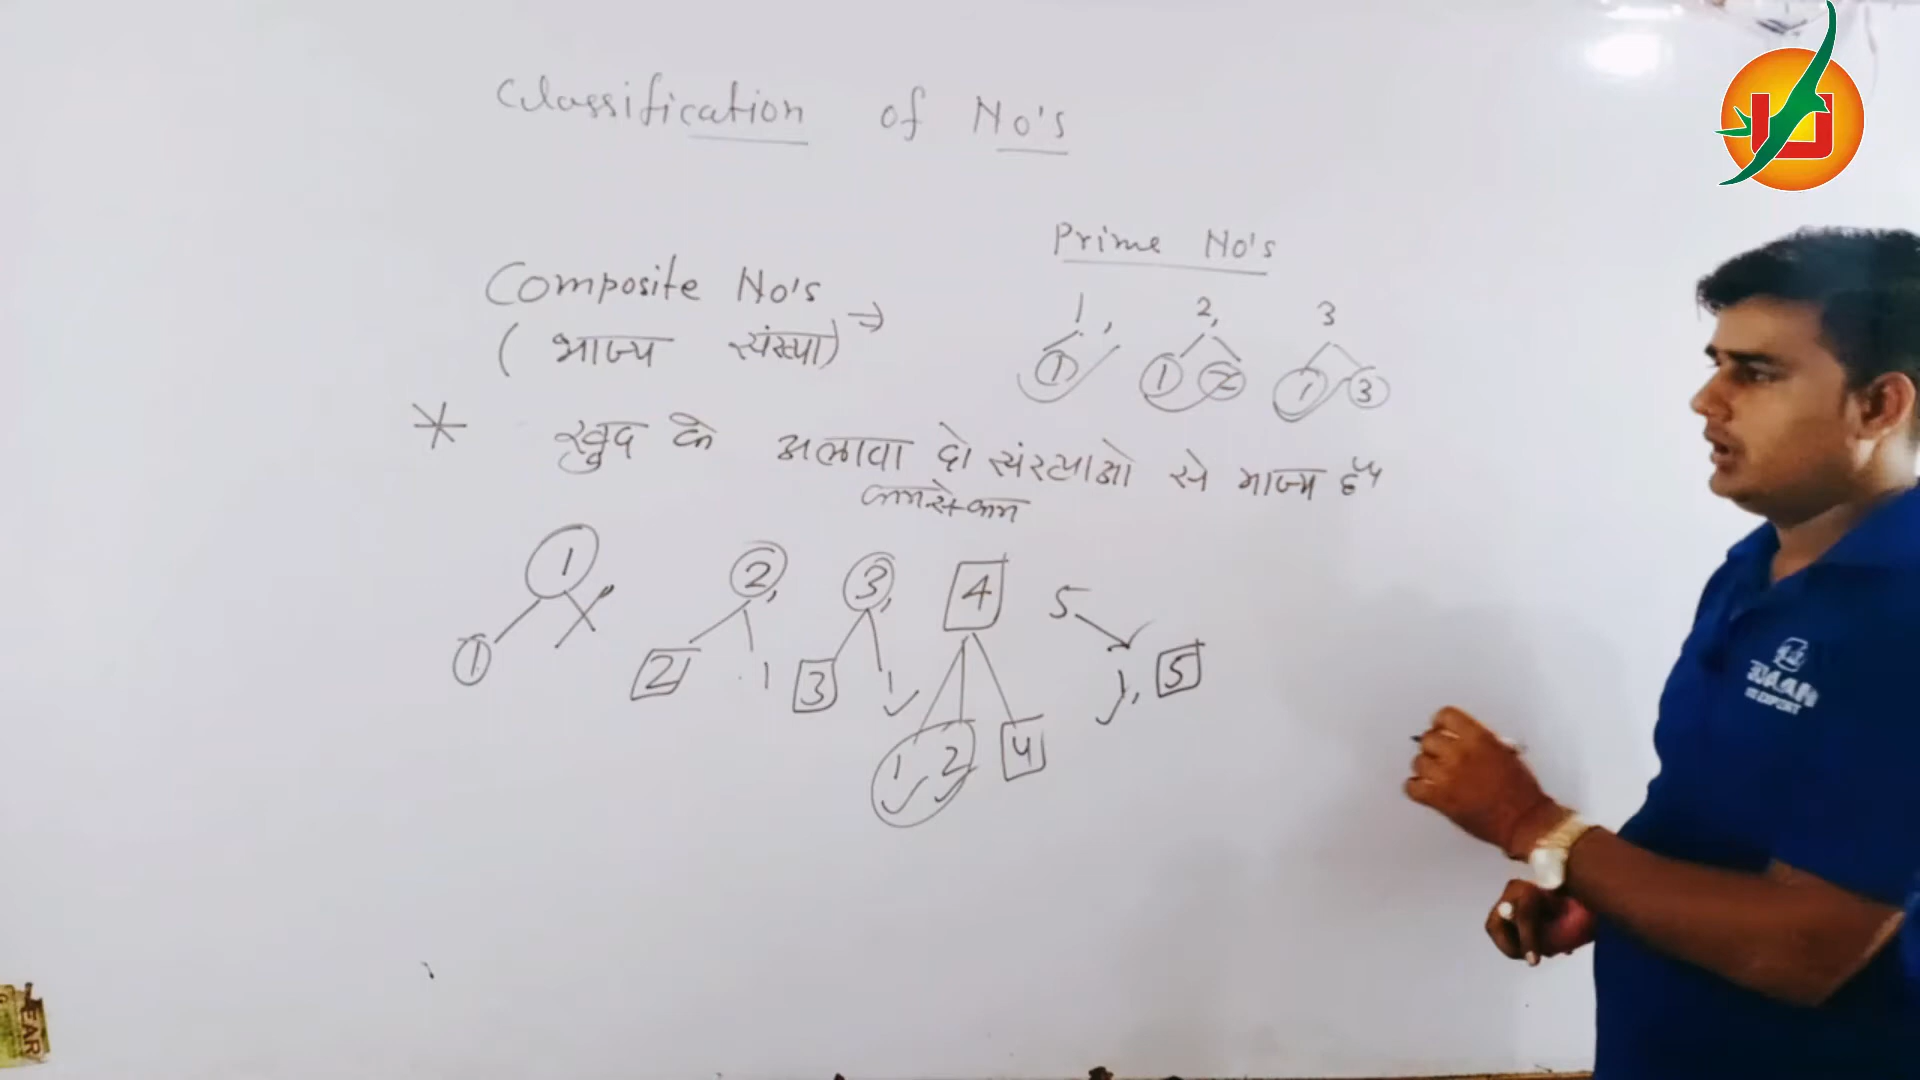 Classification of No's
Prime No's
1, 2, 3
1 1 2 1 3
Composite No's
(भाज्य संख्या) ⇒
* खुद के अलावा दो संख्याओ से भाज्य हैं
कम से कम
1 2, 3, 4 5
1 2 1 3 1 1, 5
1, 2 4
EAR